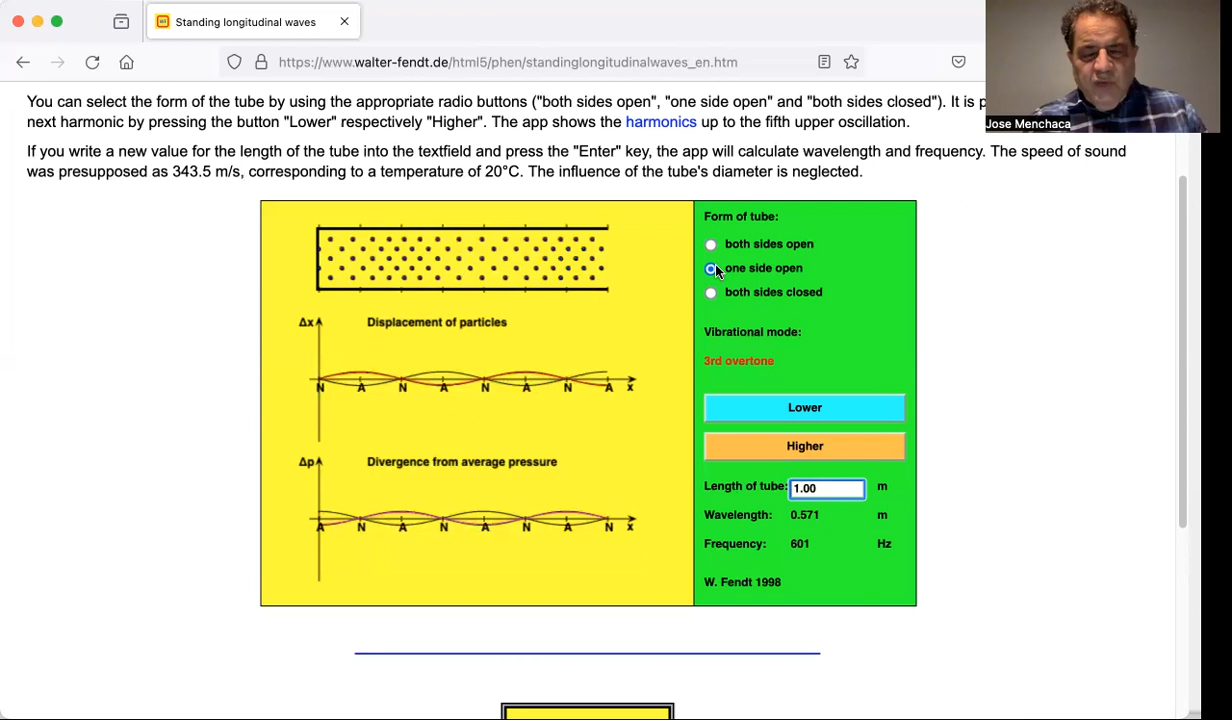 Standing longitudinal waves
https://www.walter-fendt.de/html5/phen/standinglongitudinalwaves_en.htm
Jose Menchaca
You can select the form of the tube by using the appropriate radio buttons ("both sides open", "one side open" and "both sides closed"). It is p
next harmonic by pressing the button "Lower" respectively "Higher". The app shows the harmonics up to the fifth upper oscillation.
If you write a new value for the length of the tube into the textfield and press the "Enter" key, the app will calculate wavelength and frequency. The speed of sound
was presupposed as 343.5 m/s, corresponding to a temperature of 20°C. The influence of the tube's diameter is neglected.
Δx
Displacement of particles
N A N A N A N A x
Δp
Divergence from average pressure
A N A N A N A N x
Form of tube:
both sides open
one side open
both sides closed
Vibrational mode:
3rd overtone
Lower
Higher
Length of tube: 1.00 m
Wavelength: 0.571 m
Frequency: 601 Hz
W. Fendt 1998